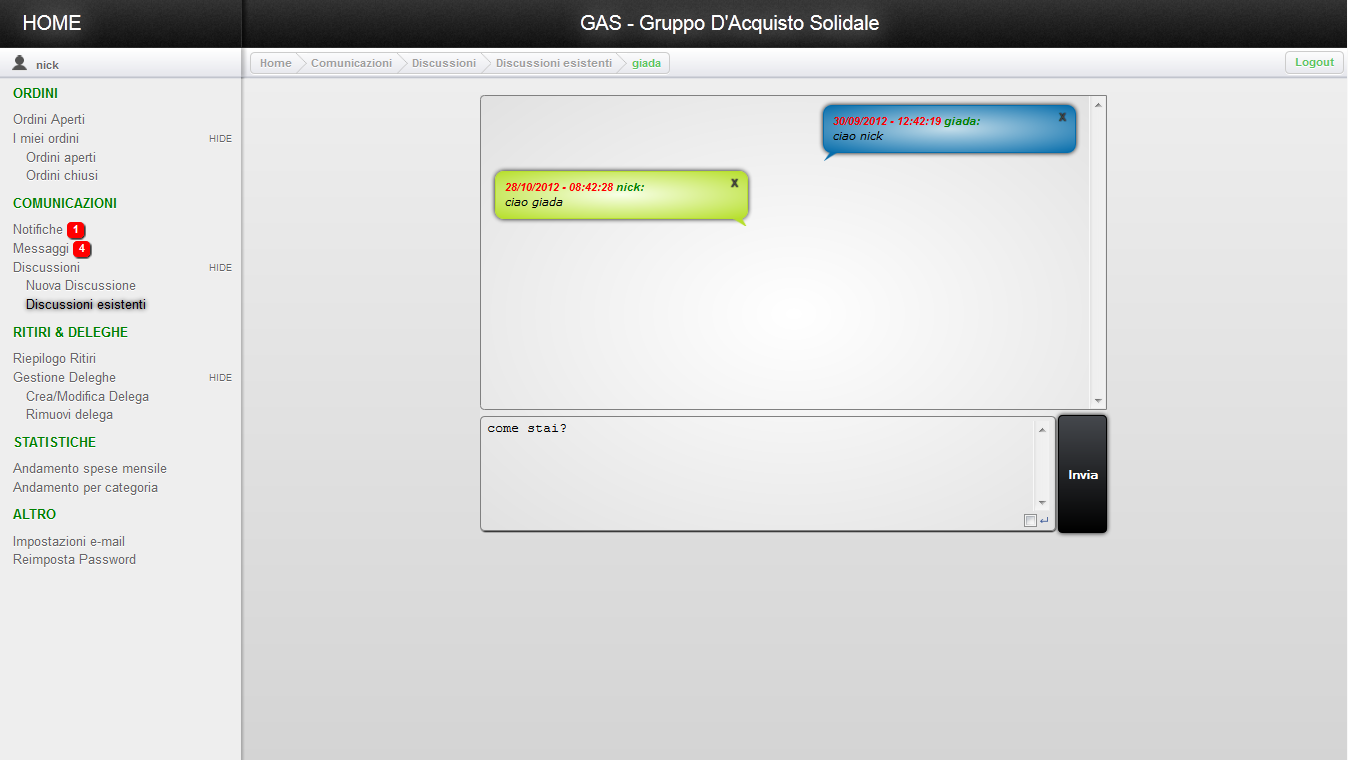 HOME
GAS - Gruppo D'Acquisto Solidale
nick
Home Comunicazioni Discussioni Discussioni esistenti giada
Logout
ORDINI
Ordini Aperti
I miei ordini HIDE
Ordini aperti
Ordini chiusi
COMUNICAZIONI
Notifiche 1
Messaggi 4
Discussioni HIDE
Nuova Discussione
Discussioni esistenti
RITIRI & DELEGHE
Riepilogo Ritiri
Gestione Deleghe HIDE
Crea/Modifica Delega
Rimuovi delega
STATISTICHE
Andamento spese mensile
Andamento per categoria
ALTRO
Impostazioni e-mail
Reimposta Password
30/09/2012 - 12:42:19 giada: x
ciao nick
28/10/2012 - 08:42:28 nick: x
ciao giada
come stai?
Invia